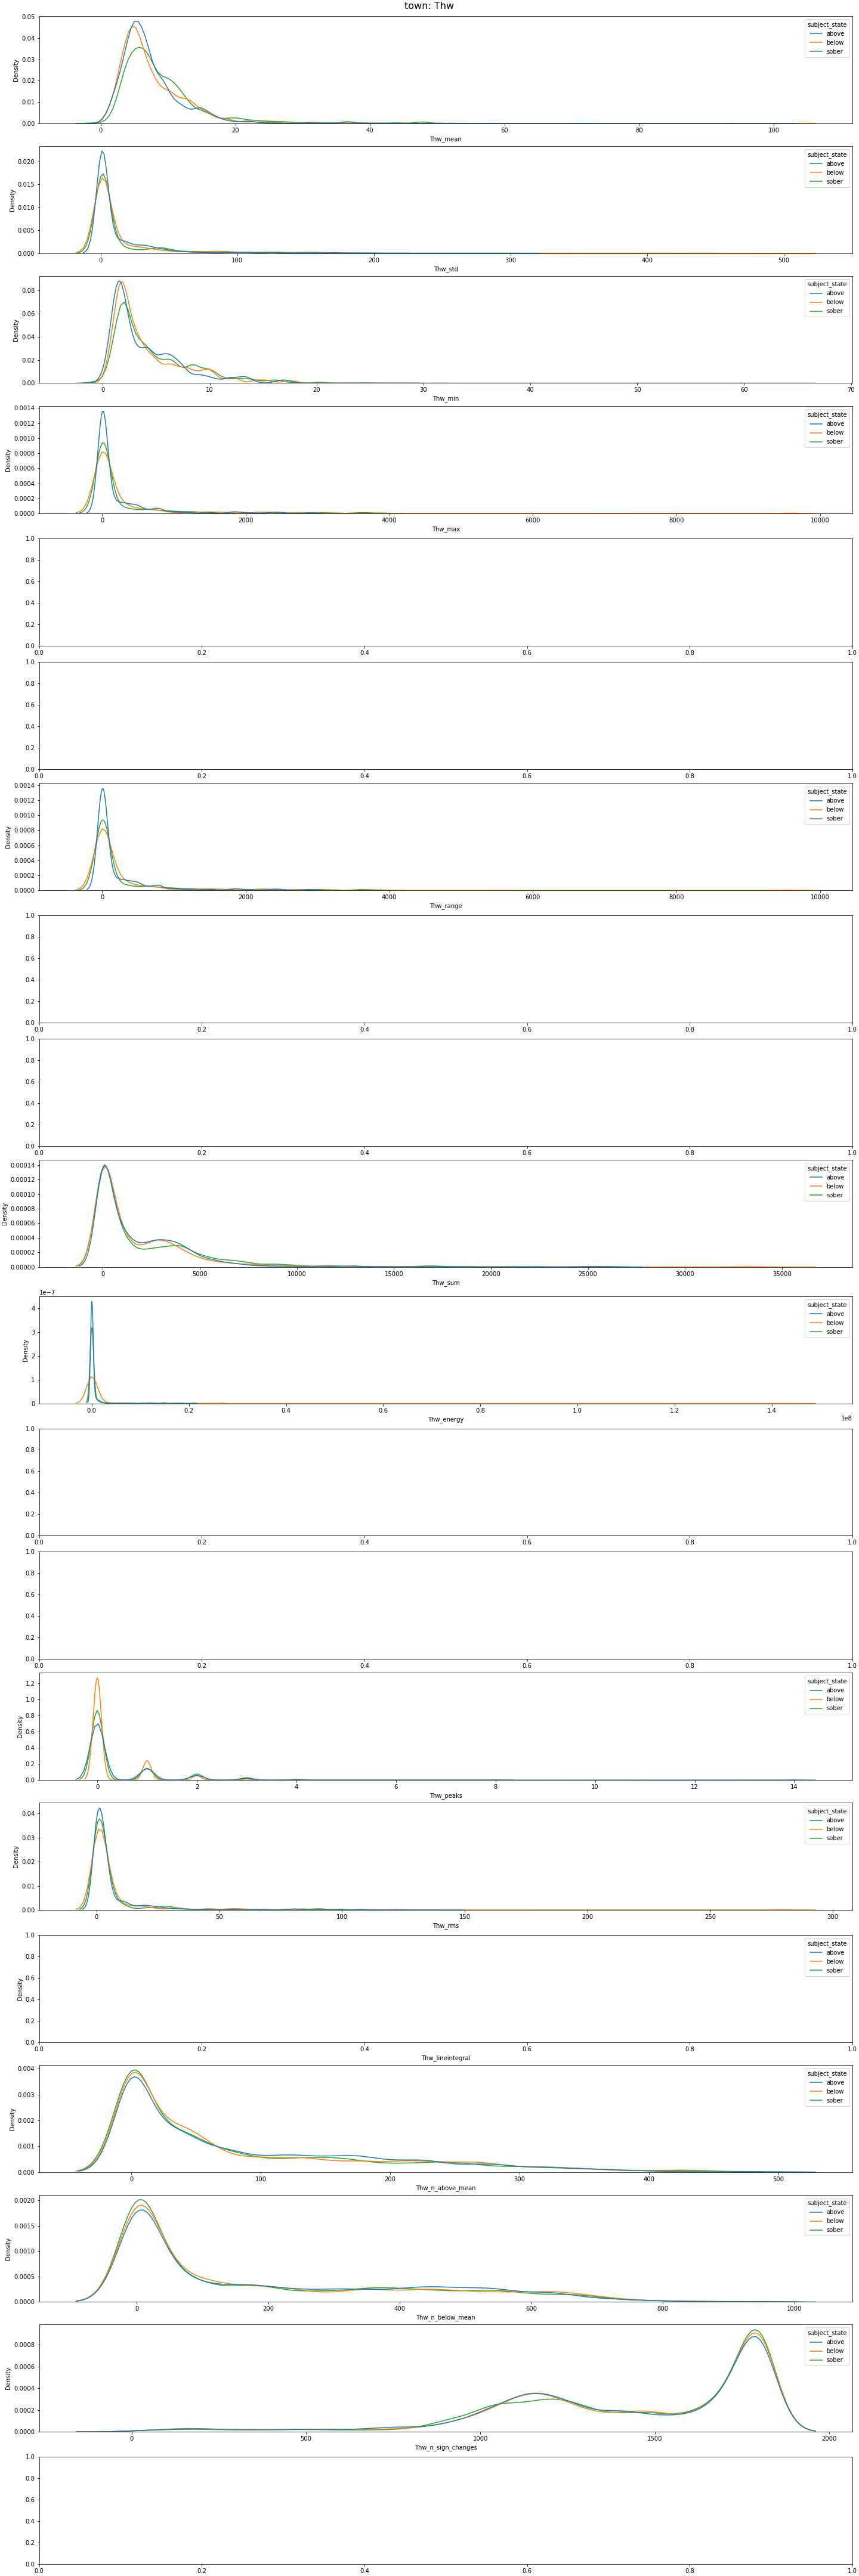 town: Thw
0.05
0.04
0.03
0.02
0.01
0.00
Density
subject_state
above
below
sober
0 20 40 60 80 100
Thw_mean
0.020
0.015
0.010
0.005
0.000
Density
subject_state
above
below
sober
0 100 200 300 400 500
Thw_std
0.08
0.06
0.04
0.02
0.00
Density
subject_state
above
below
sober
0 10 20 30 40 50 60 70
Thw_min
0.0014
0.0012
0.0010
0.0008
0.0006
0.0004
0.0002
0.0000
Density
subject_state
above
below
sober
0 2000 4000 6000 8000 10000
Thw_max
1.0
0.8
0.6
0.4
0.2
0.0
0.0 0.2 0.4 0.6 0.8 1.0
1.0
0.8
0.6
0.4
0.2
0.0
0.0 0.2 0.4 0.6 0.8 1.0
0.0014
0.0012
0.0010
0.0008
0.0006
0.0004
0.0002
0.0000
Density
subject_state
above
below
sober
0 2000 4000 6000 8000 10000
Thw_range
1.0
0.8
0.6
0.4
0.2
0.0
0.0 0.2 0.4 0.6 0.8 1.0
1.0
0.8
0.6
0.4
0.2
0.0
0.0 0.2 0.4 0.6 0.8 1.0
0.00014
0.00012
0.00010
0.00008
0.00006
0.00004
0.00002
0.00000
Density
subject_state
above
below
sober
0 5000 10000 15000 20000 25000 30000 35000
Thw_sum
1e−7
4
3
2
1
0
Density
subject_state
above
below
sober
0.0 0.2 0.4 0.6 0.8 1.0 1.2 1.4
Thw_energy
1e8
1.0
0.8
0.6
0.4
0.2
0.0
0.0 0.2 0.4 0.6 0.8 1.0
1.0
0.8
0.6
0.4
0.2
0.0
0.0 0.2 0.4 0.6 0.8 1.0
1.2
1.0
0.8
0.6
0.4
0.2
0.0
Density
subject_state
above
below
sober
0 2 4 6 8 10 12 14
Thw_peaks
0.04
0.03
0.02
0.01
0.00
Density
subject_state
above
below
sober
0 50 100 150 200 250 300
Thw_rms
1.0
0.8
0.6
0.4
0.2
0.0
Density
subject_state
above
below
sober
0.0 0.2 0.4 0.6 0.8 1.0
Thw_lineintegral
0.004
0.003
0.002
0.001
0.000
Density
subject_state
above
below
sober
0 100 200 300 400 500
Thw_n_above_mean
0.0020
0.0015
0.0010
0.0005
0.0000
Density
subject_state
above
below
sober
0 200 400 600 800 1000
Thw_n_below_mean
0.0008
0.0006
0.0004
0.0002
0.0000
Density
subject_state
above
below
sober
0 500 1000 1500 2000
Thw_n_sign_changes
1.0
0.8
0.6
0.4
0.2
0.0
0.0 0.2 0.4 0.6 0.8 1.0